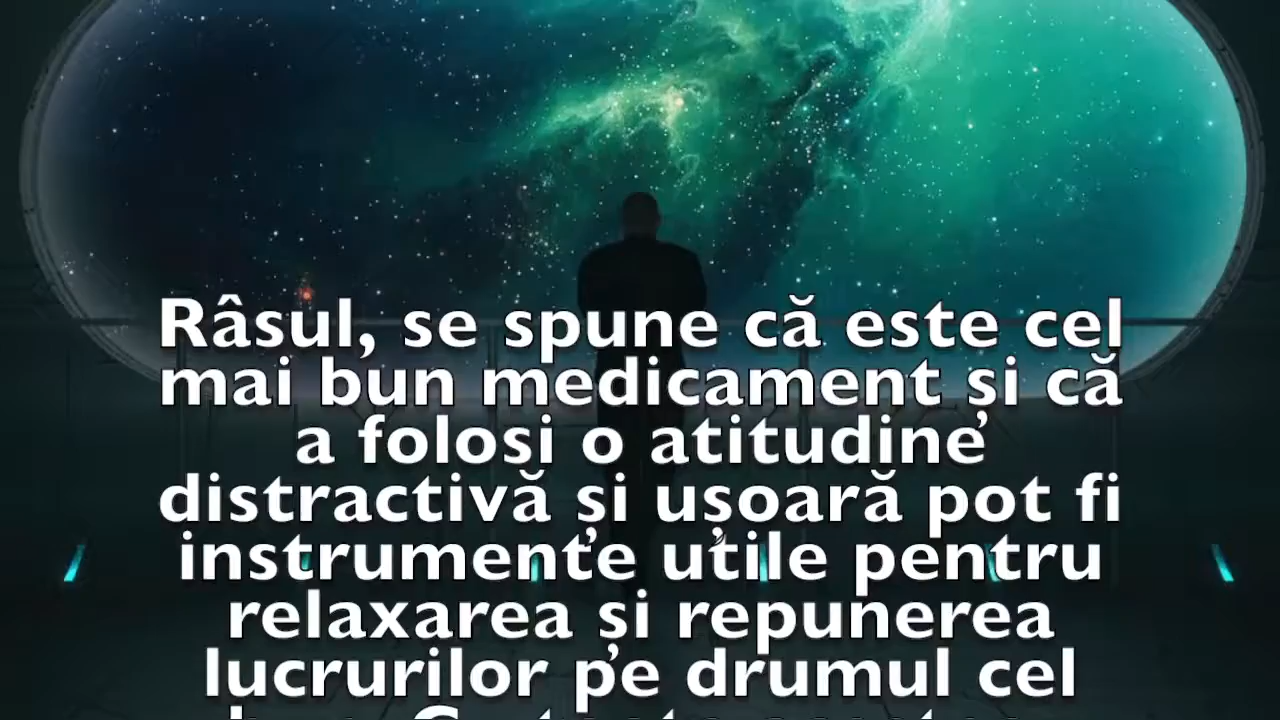 Râsul, se spune că este cel
mai bun medicament și că
a folosi o atitudine
distractivă și ușoară pot fi
instrumente utile pentru
relaxarea și repunerea
lucrurilor pe drumul cel